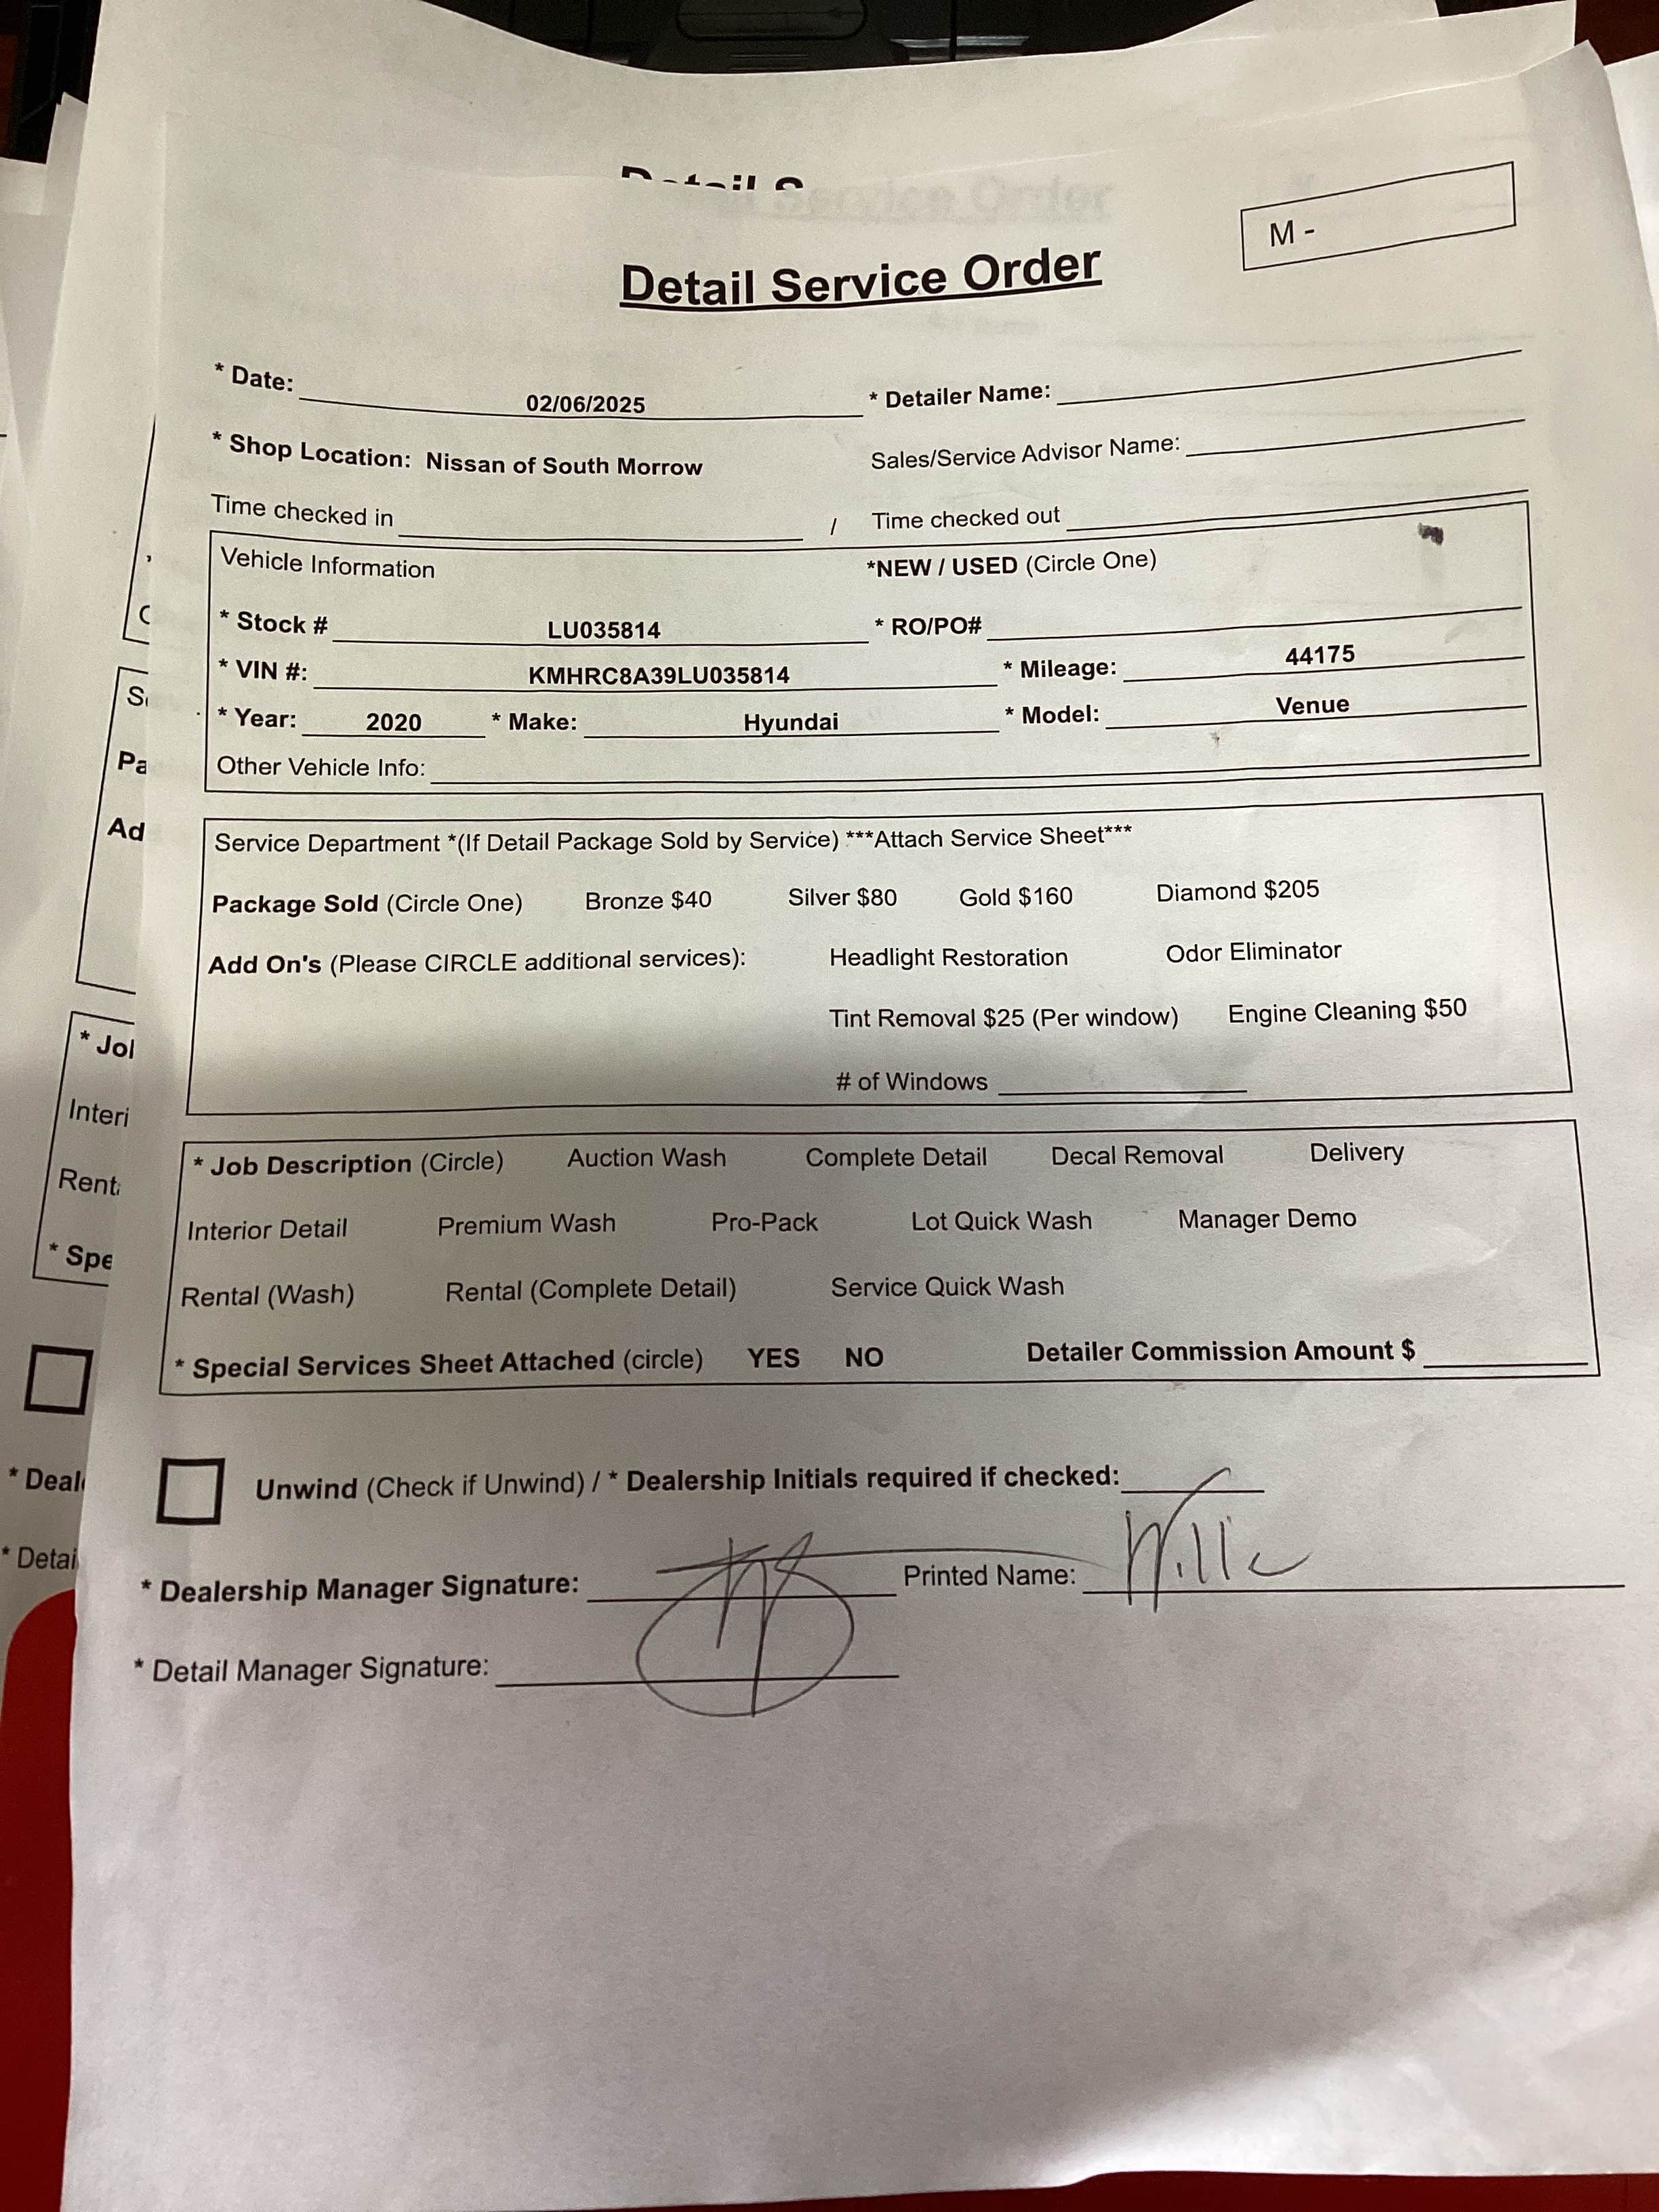 M -
Detail Service Order
* Date: 02/06/2025 * Detailer Name:
* Shop Location: Nissan of South Morrow Sales/Service Advisor Name:
Time checked in / Time checked out
Vehicle Information *NEW / USED (Circle One)
* Stock # LU035814 * RO/PO#
* VIN #: KMHRC8A39LU035814 * Mileage: 44175
* Year: 2020 * Make: Hyundai * Model: Venue
Other Vehicle Info:
Service Department *(If Detail Package Sold by Service) ***Attach Service Sheet***
Package Sold (Circle One) Bronze $40 Silver $80 Gold $160 Diamond $205
Add On's (Please CIRCLE additional services): Headlight Restoration Odor Eliminator
Tint Removal $25 (Per window) Engine Cleaning $50
# of Windows
* Job Description (Circle) Auction Wash Complete Detail Decal Removal Delivery
Interior Detail Premium Wash Pro-Pack Lot Quick Wash Manager Demo
Rental (Wash) Rental (Complete Detail) Service Quick Wash
* Special Services Sheet Attached (circle) YES NO Detailer Commission Amount $
Unwind (Check if Unwind) / * Dealership Initials required if checked:
* Dealership Manager Signature: Printed Name: Willie
* Detail Manager Signature: